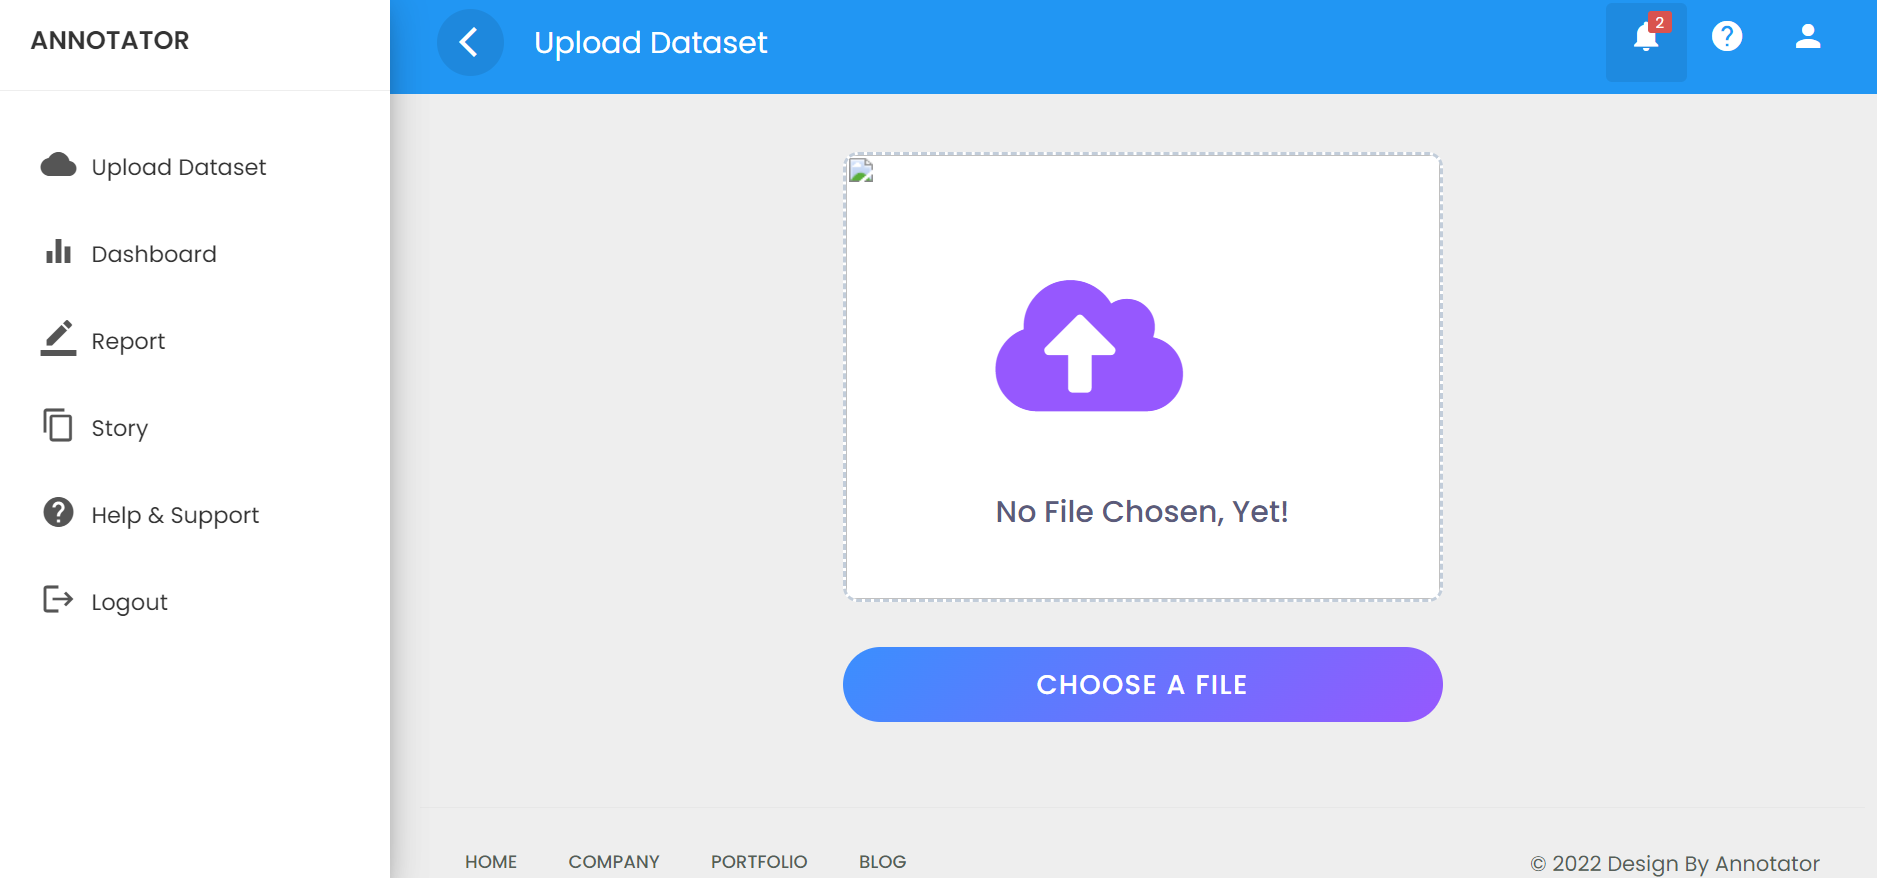 ANNOTATOR
Upload Dataset
2
Upload Dataset
Dashboard
Report
Story
Help & Support
Logout
No File Chosen, Yet!
CHOOSE A FILE
HOME COMPANY PORTFOLIO BLOG
© 2022 Design By Annotator